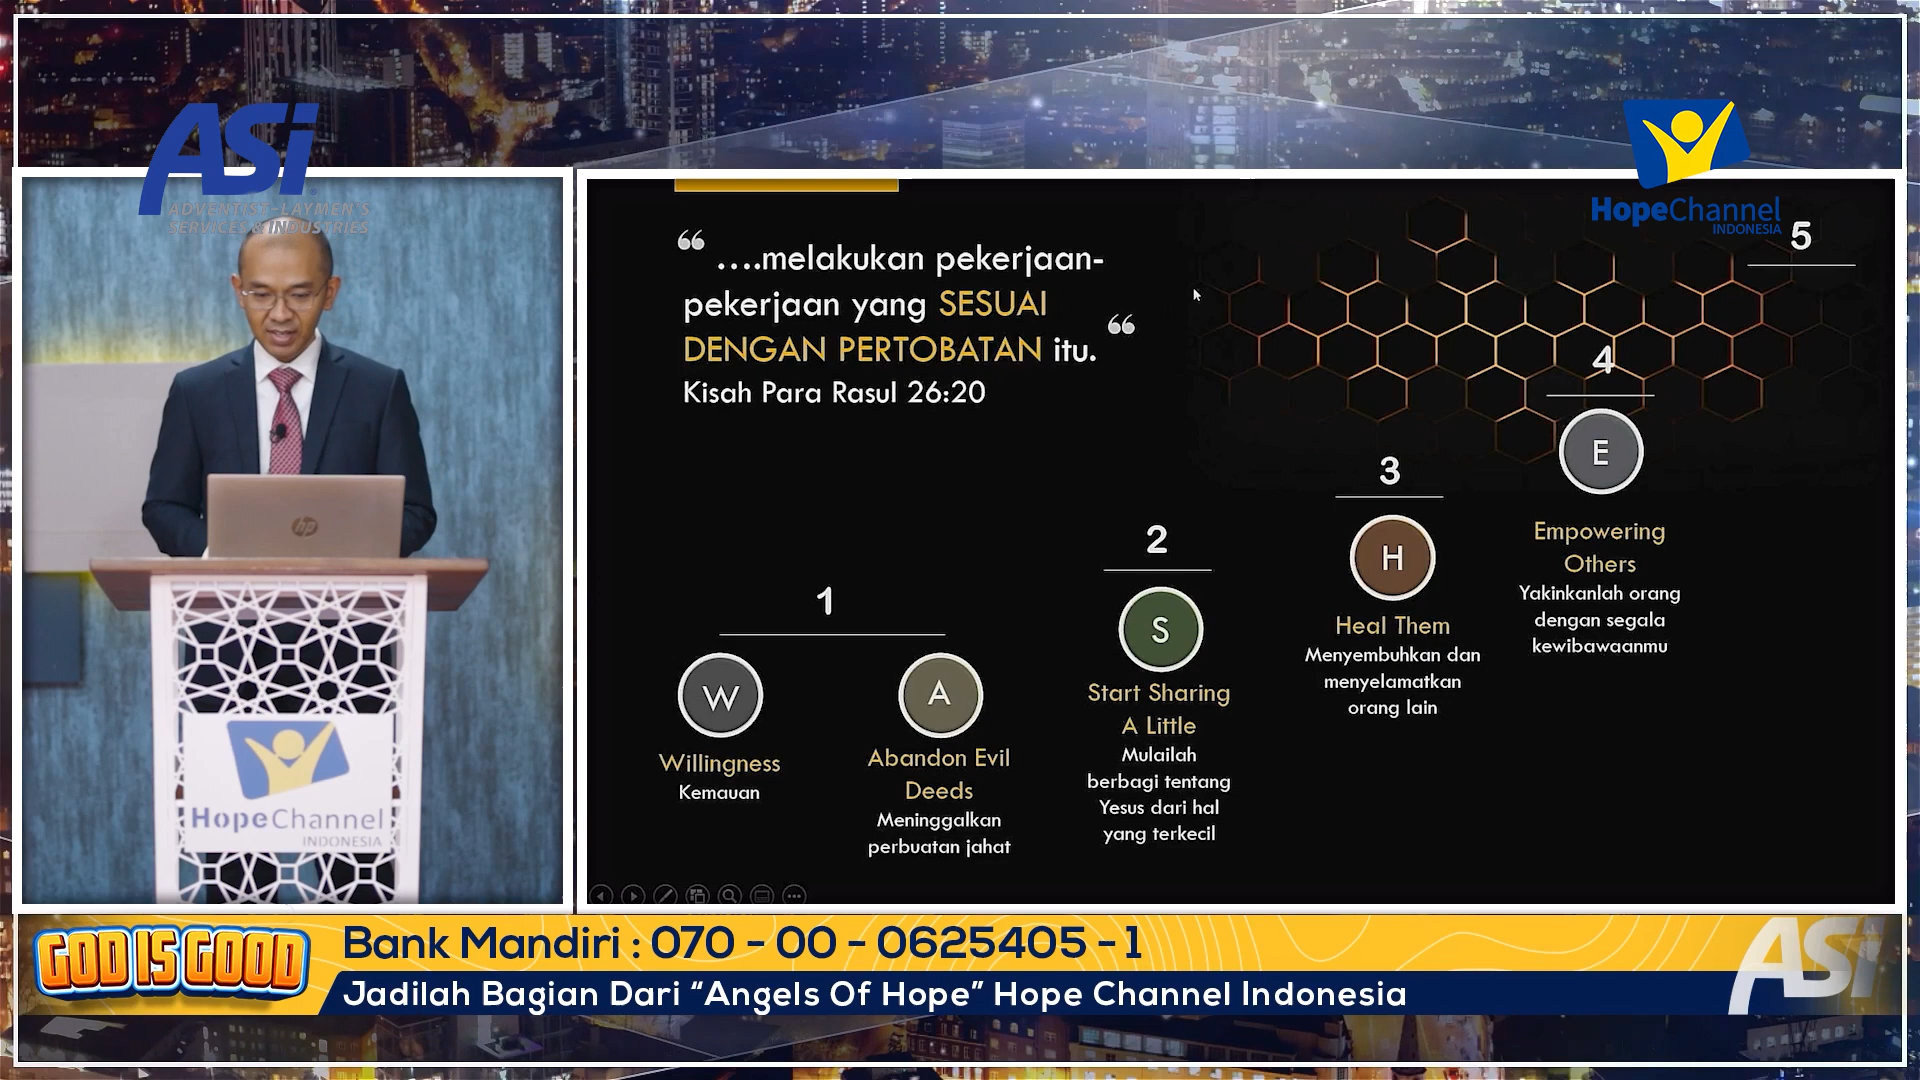 ASi
ADVENTIST-LAYMEN'S
SERVICES & INDUSTRIES
HopeChannel
INDONESIA
hp
HopeChannel
INDONESIA
“ ....melakukan pekerjaan-
pekerjaan yang SESUAI
DENGAN PERTOBATAN itu. “
Kisah Para Rasul 26:20
1
W
Willingness
Kemauan
A
Abandon Evil
Deeds
Meninggalkan
perbuatan jahat
2
S
Start Sharing
A Little
Mulailah
berbagi tentang
Yesus dari hal
yang terkecil
3
H
Heal Them
Menyembuhkan dan
menyelamatkan
orang lain
4
E
Empowering
Others
Yakinkanlah orang
dengan segala
kewibawaanmu
5
GOD IS GOOD
Bank Mandiri : 070 - 00 - 0625405 - 1
Jadilah Bagian Dari “Angels Of Hope” Hope Channel Indonesia
ASi